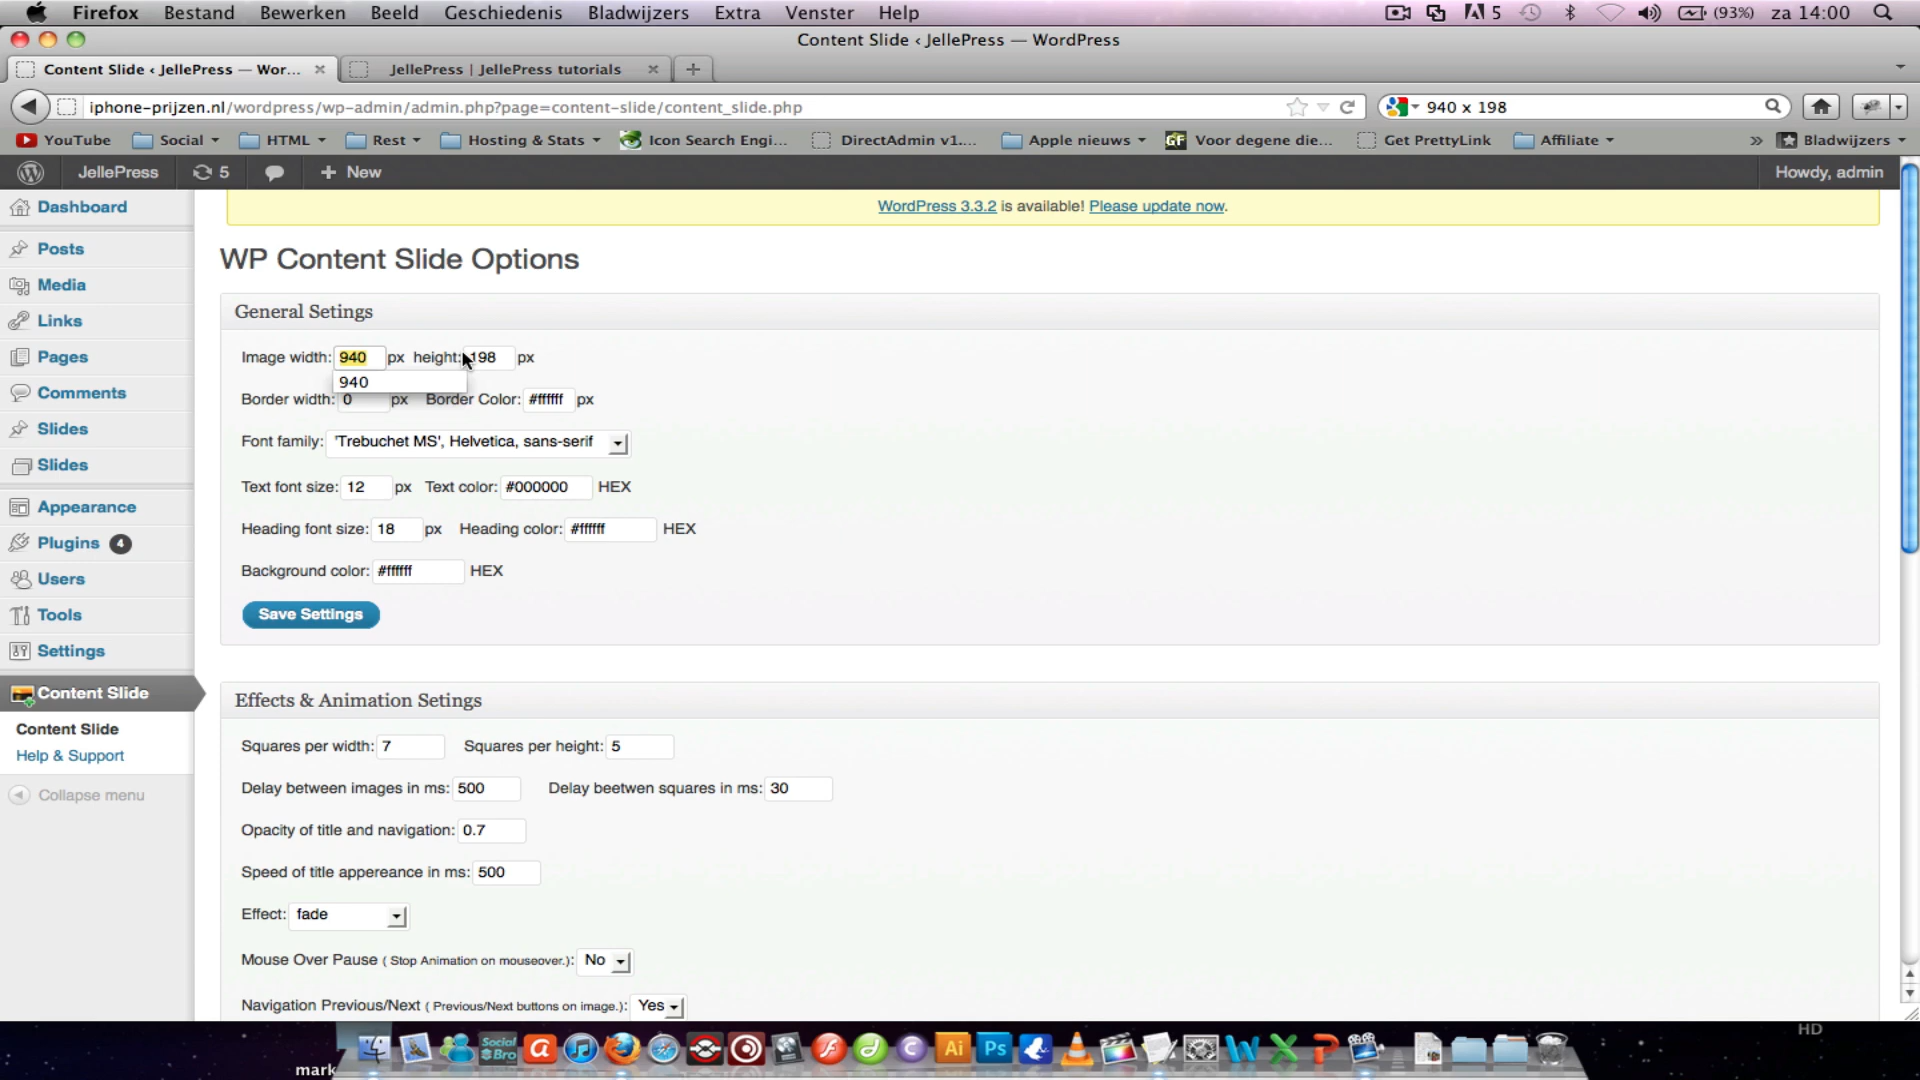 Firefox Bestand Bewerken Beeld Geschiedenis Bladwijzers Extra Venster Help 5 (93%) za 14:00
Content Slide ‹ JellePress — WordPress
Content Slide ‹ JellePress — Wor... JellePress | JellePress tutorials
iphone-prijzen.nl/wordpress/wp-admin/admin.php?page=content-slide/content_slide.php 940 x 198
YouTube Social HTML Rest Hosting & Stats Icon Search Engi... DirectAdmin v1.... Apple nieuws GF Voor degene die... Get PrettyLink Affiliate » Bladwijzers
JellePress 5 + New Howdy, admin
WordPress 3.3.2 is available! Please update now.
Dashboard
Posts
Media
Links
Pages
Comments
Slides
Slides
Appearance
Plugins 4
Users
Tools
Settings
Content Slide
Content Slide
Help & Support
Collapse menu
WP Content Slide Options
General Setings
Image width: 940 px height: 198 px
940
Border width: 0 px Border Color: #ffffff px
Font family: 'Trebuchet MS', Helvetica, sans-serif
Text font size: 12 px Text color: #000000 HEX
Heading font size: 18 px Heading color: #ffffff HEX
Background color: #ffffff HEX
Save Settings
Effects & Animation Setings
Squares per width: 7 Squares per height: 5
Delay between images in ms: 500 Delay beetwen squares in ms: 30
Opacity of title and navigation: 0.7
Speed of title appereance in ms: 500
Effect: fade
Mouse Over Pause ( Stop Animation on mouseover.): No
Navigation Previous/Next ( Previous/Next buttons on image.): Yes
HD
Social Bro Ai Ps
mark